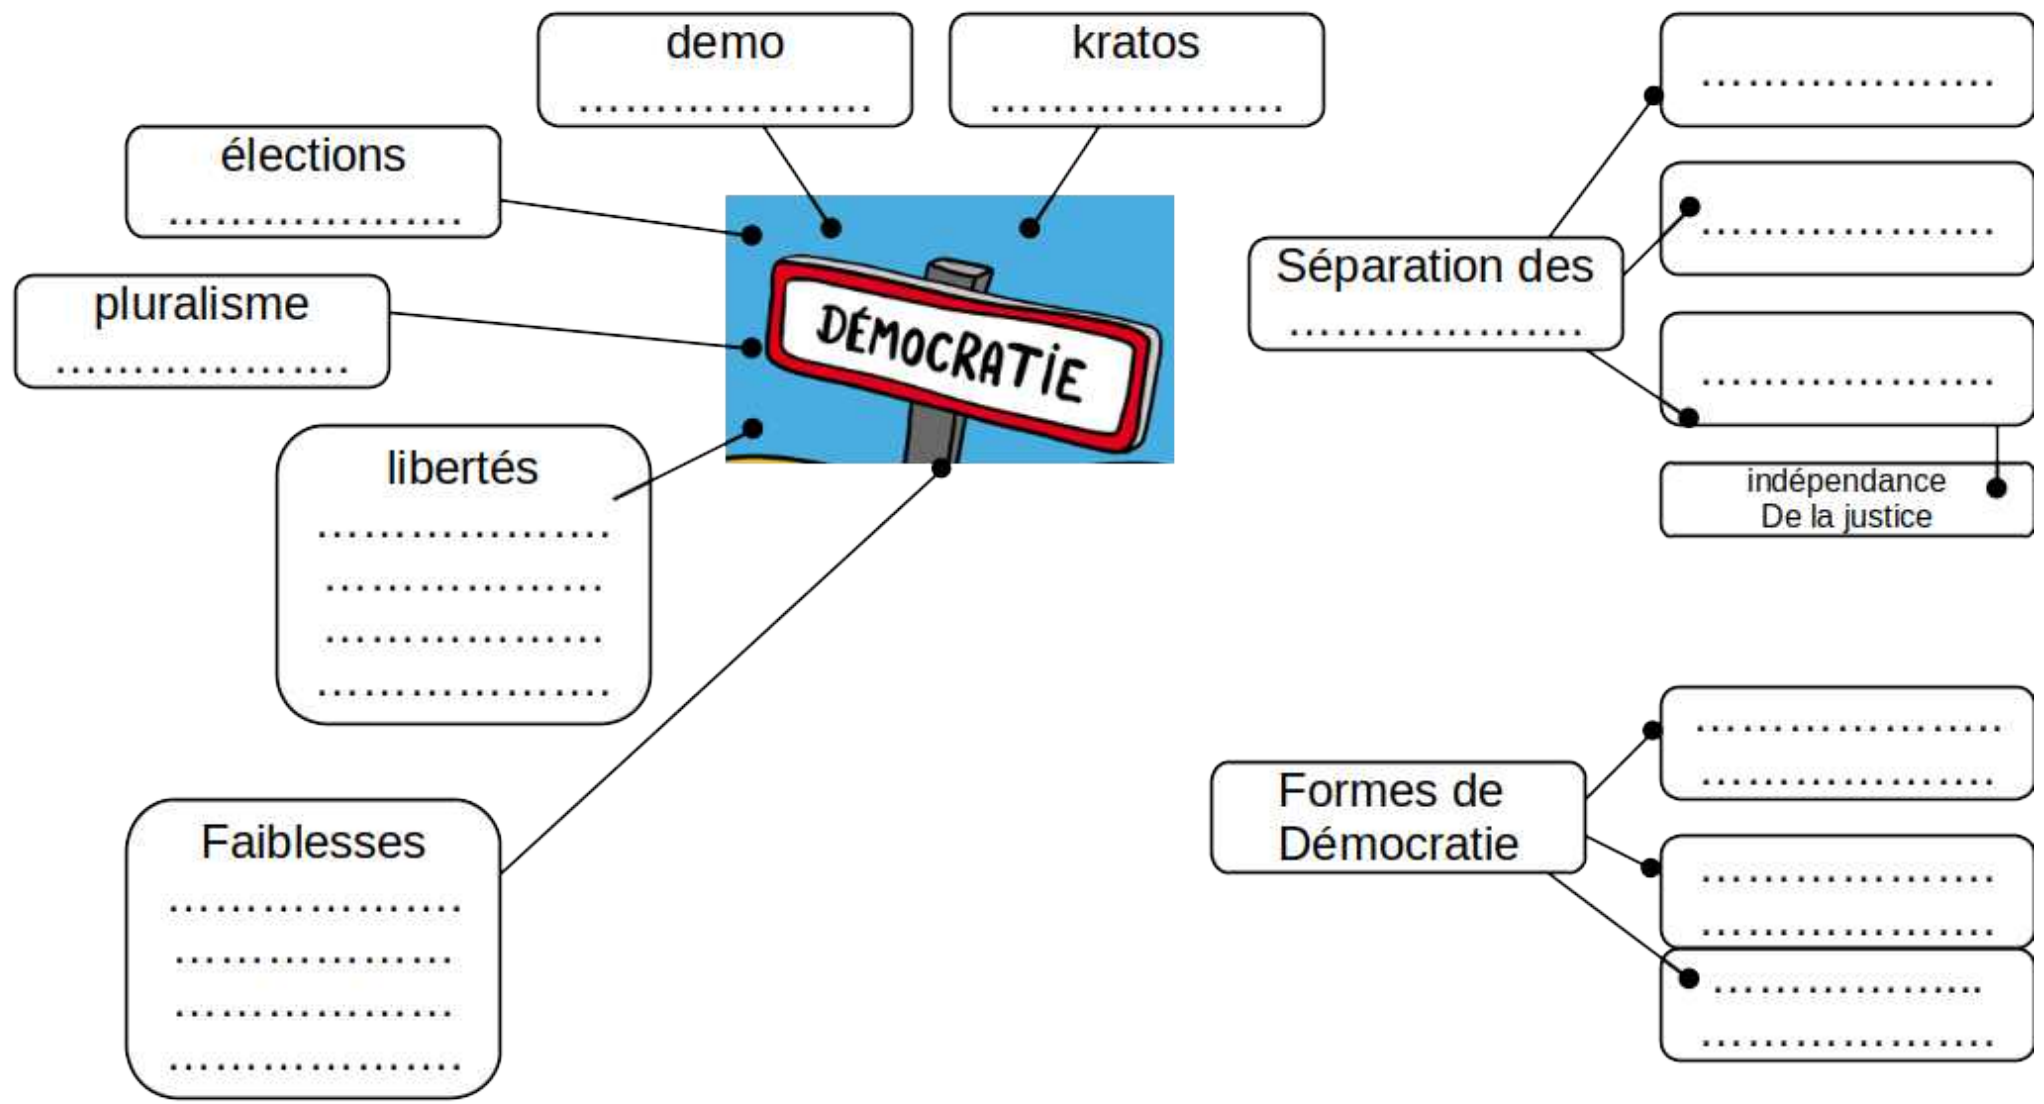 demo
…………………
kratos
…………………
…………………
élections
…………………
…………………
Séparation des
…………………
pluralisme
…………………
DÉMOCRATIE
…………………
libertés
…………………
………………
………………
…………………
indépendance
De la justice
Faiblesses
…………………
………………
………………
…………………
Formes de
Démocratie
…………………
…………………
…………………
…………………
………………..
…………………